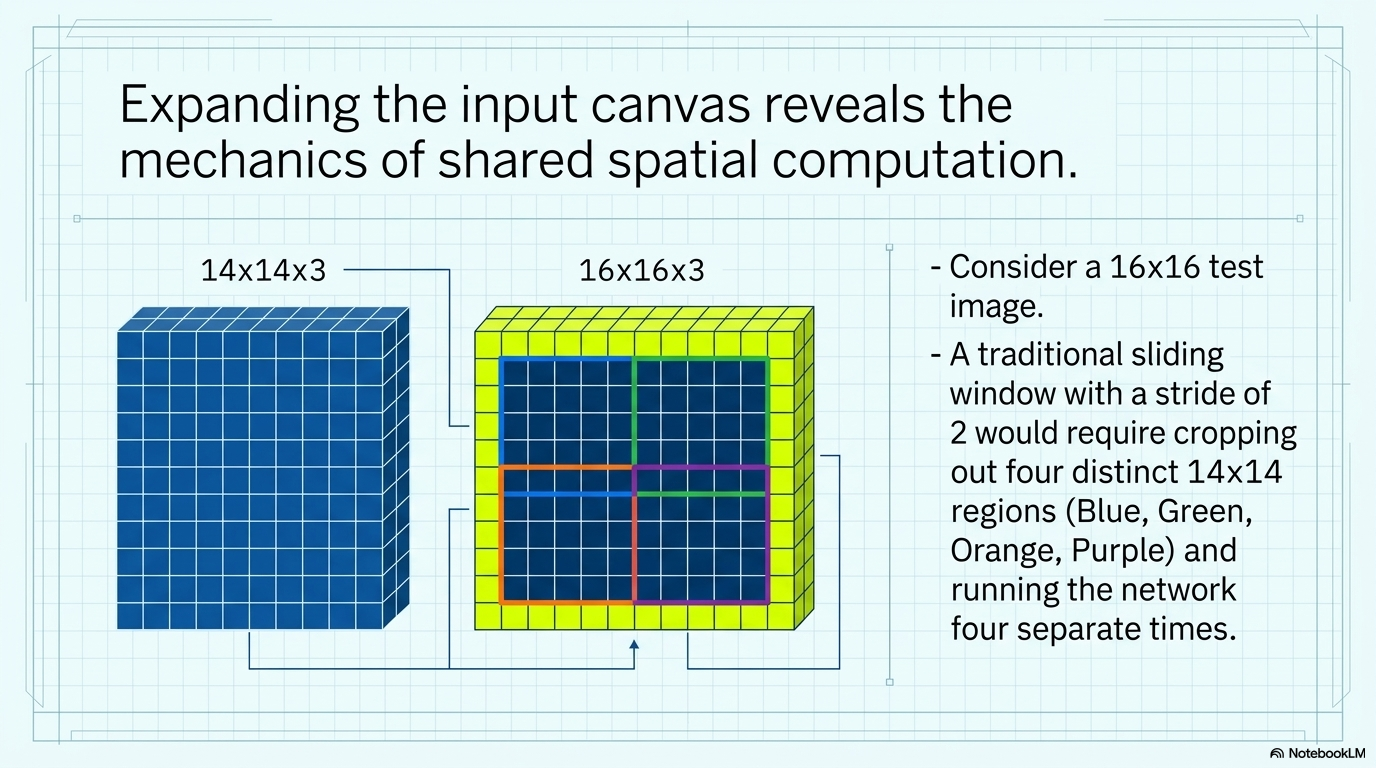 Expanding the input canvas reveals the
mechanics of shared spatial computation.
14x14x3
16x16x3
- Consider a 16x16 test
image.
- A traditional sliding
window with a stride of
2 would require cropping
out four distinct 14x14
regions (Blue, Green,
Orange, Purple) and
running the network
four separate times.
NotebookLM